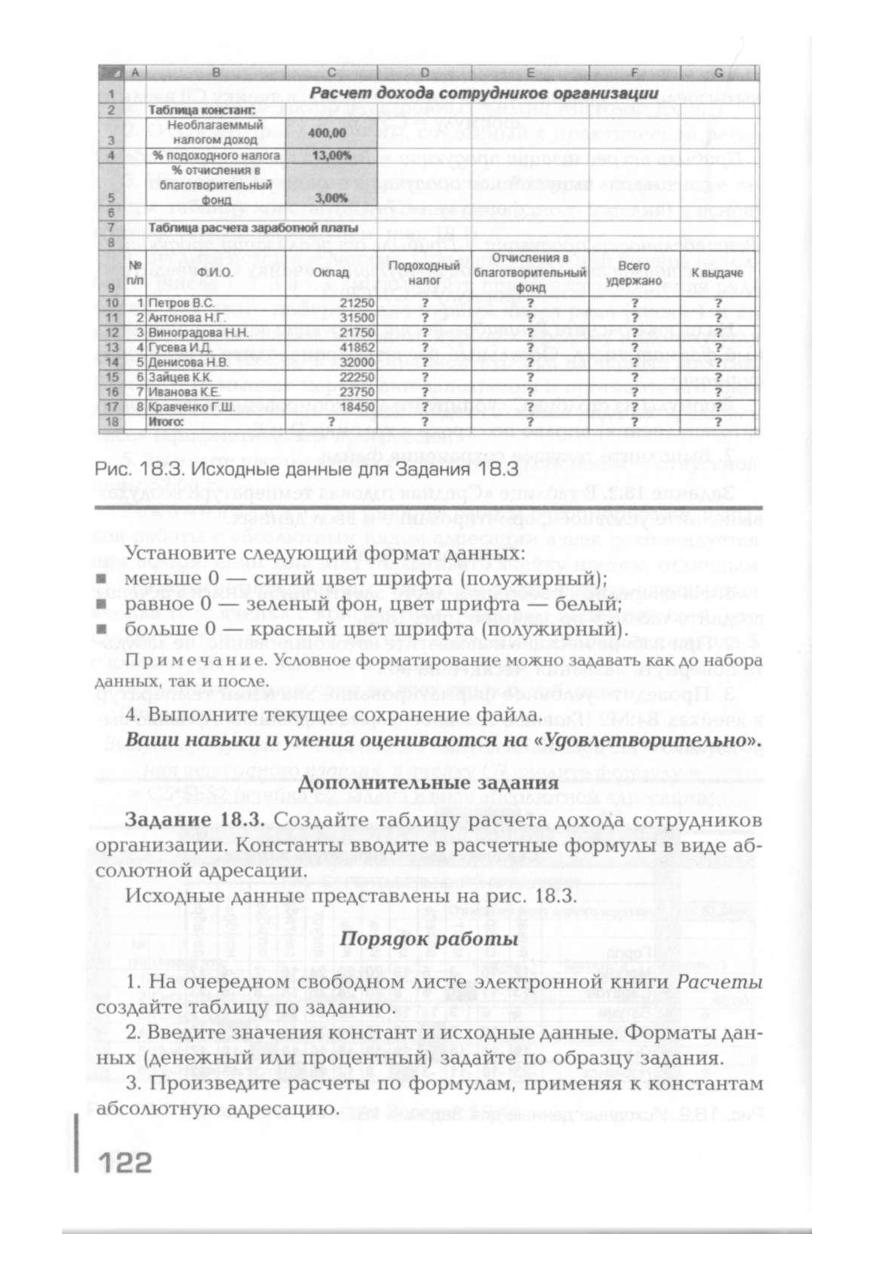 A B C D E F G
1 Расчет дохода сотрудников организации
2 Таблица констант:
Необлагаеммый
3 налогом доход 400,00
4 % подоходного налога 13,00%
% отчисления в
благотворительный
5 фонд 3,00%
6
7 Таблица расчета заработной платы
8
9 № п/п Ф.И.О. Оклад Подоходный налог Отчисления в благотворительный фонд Всего удержано К выдаче
10 1 Петров В.С. 21250 ? ? ? ?
11 2 Антонова Н.Г. 31500 ? ? ? ?
12 3 Виноградова Н.Н. 21750 ? ? ? ?
13 4 Гусева И.Д. 41862 ? ? ? ?
14 5 Денисова Н.В. 32000 ? ? ? ?
15 6 Зайцев К.К. 22250 ? ? ? ?
16 7 Иванова К.Е. 23750 ? ? ? ?
17 8 Кравченко Г.Ш. 18450 ? ? ? ?
18 Итого: ? ? ? ? ?
Рис. 18.3. Исходные данные для Задания 18.3
Установите следующий формат данных:
■ меньше 0 — синий цвет шрифта (полужирный);
■ равное 0 — зеленый фон, цвет шрифта — белый;
■ больше 0 — красный цвет шрифта (полужирный).
Примечание. Условное форматирование можно задавать как до набора
данных, так и после.
4. Выполните текущее сохранение файла.
Ваши навыки и умения оцениваются на «Удовлетворительно».
Дополнительные задания
Задание 18.3. Создайте таблицу расчета дохода сотрудников
организации. Константы вводите в расчетные формулы в виде аб-
солютной адресации.
Исходные данные представлены на рис. 18.3.
Порядок работы
1. На очередном свободном листе электронной книги Расчеты
создайте таблицу по заданию.
2. Введите значения констант и исходные данные. Форматы дан-
ных (денежный или процентный) задайте по образцу задания.
3. Произведите расчеты по формулам, применяя к константам
абсолютную адресацию.
122